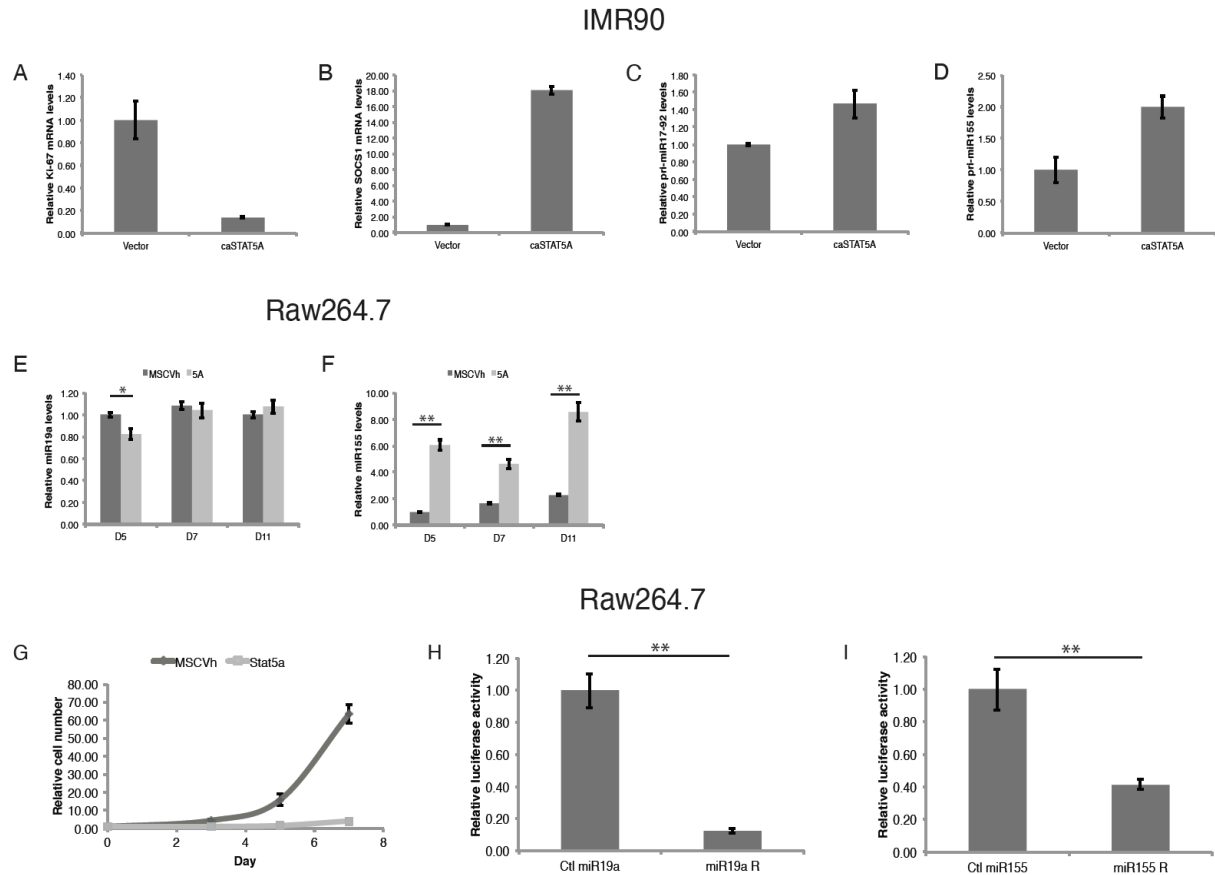 IMR90
A
Relative Ki-67 mRNA levels
1.40
1.20
1.00
0.80
0.60
0.40
0.20
0.00
Vector
caSTAT5A
B
Relative SOCS1 mRNA levels
20.00
18.00
16.00
14.00
12.00
10.00
8.00
6.00
4.00
2.00
0.00
Vector
caSTAT5A
C
Relative pri-miR17-92 levels
1.80
1.60
1.40
1.20
1.00
0.80
0.60
0.40
0.20
0.00
Vector
caSTAT5A
D
Relative pri-miR155 levels
2.50
2.00
1.50
1.00
0.50
0.00
Vector
caSTAT5A
Raw264.7
E
MSCVh 5A
Relative miR19a levels
1.20
1.00
0.80
0.60
0.40
0.20
0.00
*
D5
D7
D11
F
MSCVh 5A
Relative miR155 levels
10.00
8.00
6.00
4.00
2.00
0.00
**
**
**
D5
D7
D11
Raw264.7
G
MSCVh Stat5a
Relative cell number
80.00
70.00
60.00
50.00
40.00
30.00
20.00
10.00
0.00
0
2
4
6
8
Day
H
Relative luciferase activity
1.20
1.00
0.80
0.60
0.40
0.20
0.00
**
Ctl miR19a
miR19a R
I
Relative luciferase activity
1.20
1.00
0.80
0.60
0.40
0.20
0.00
**
Ctl miR155
miR155 R